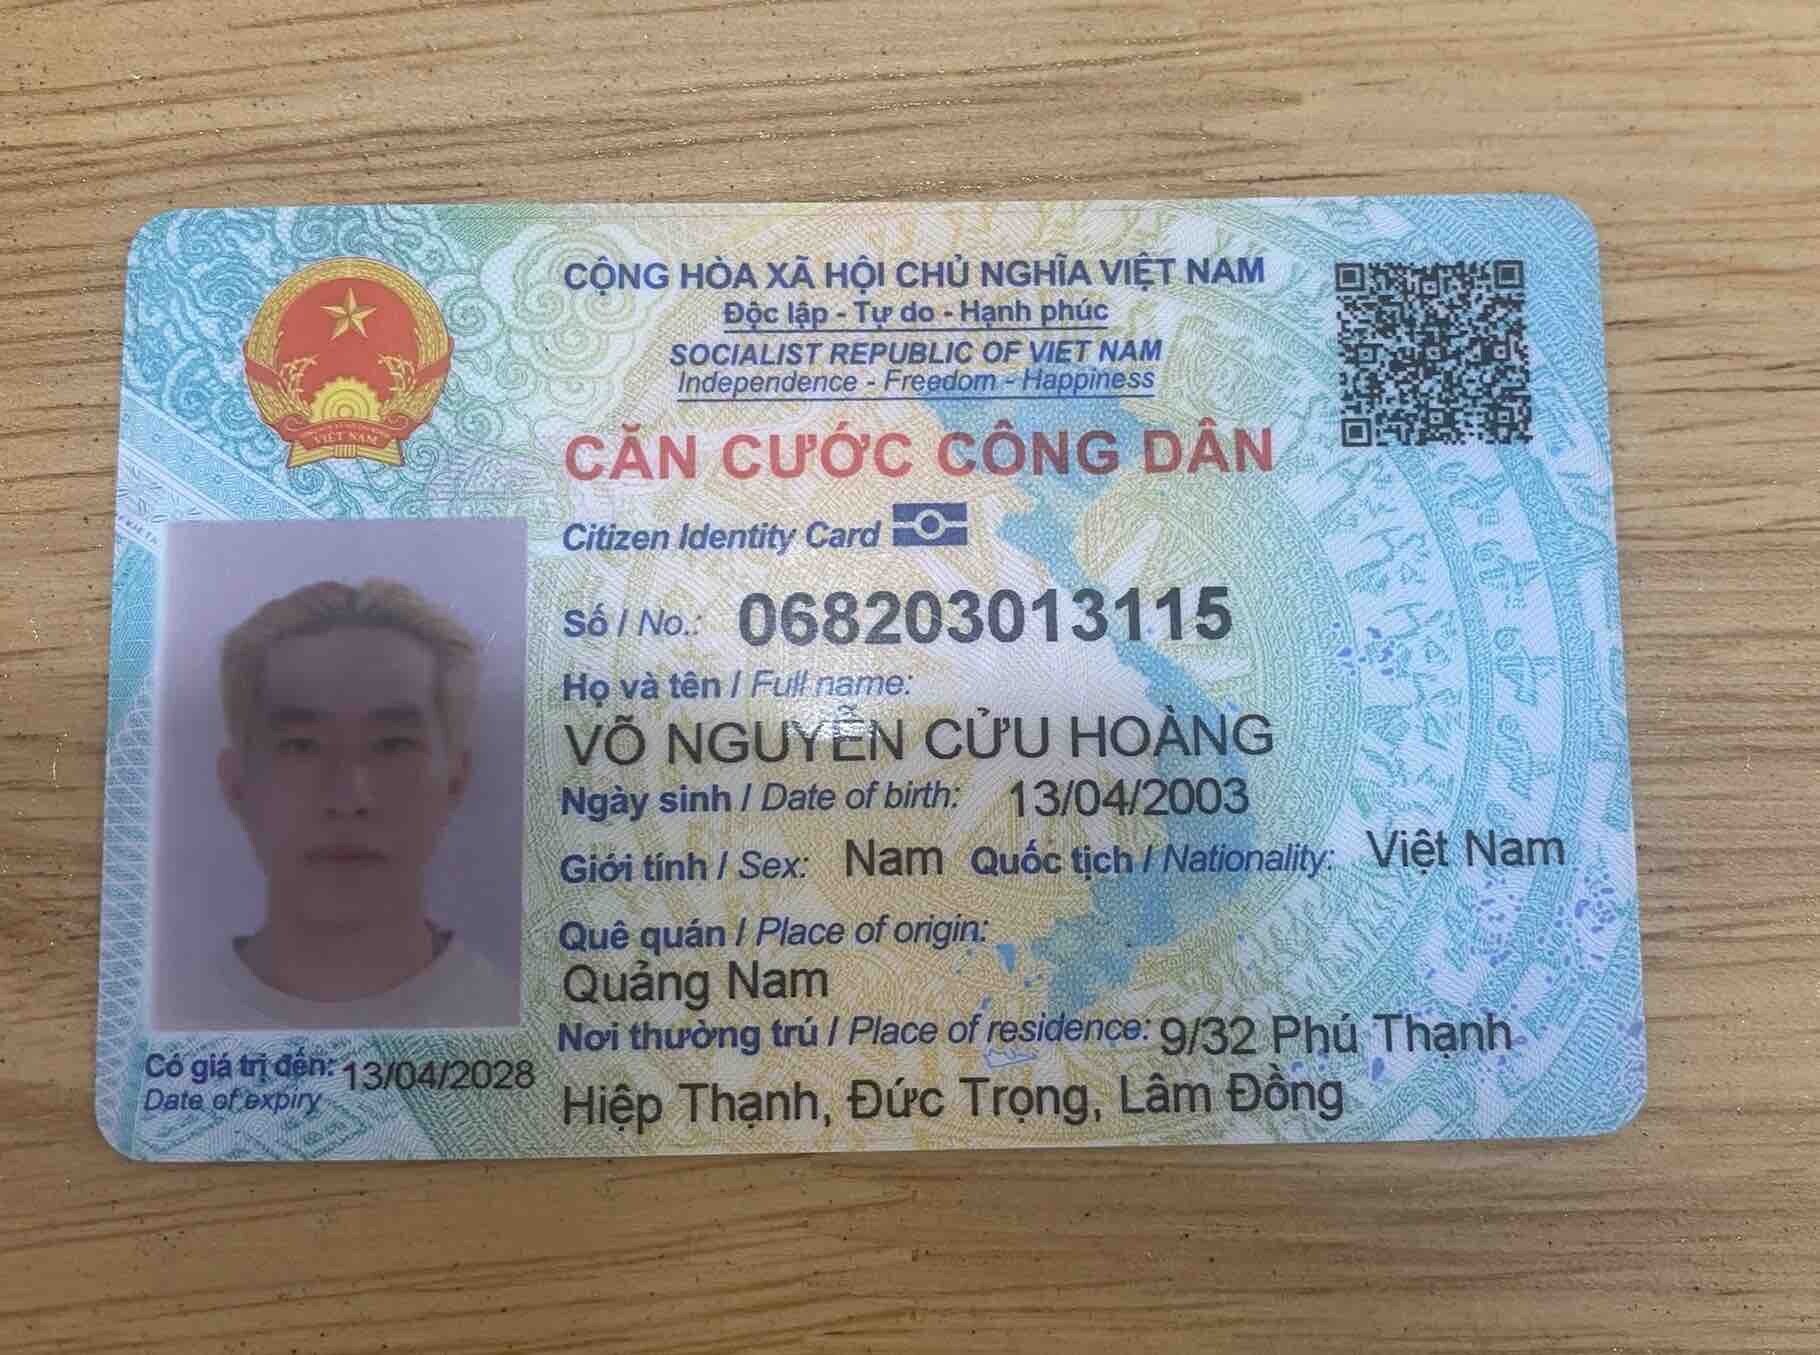 CỘNG HÒA XÃ HỘI CHỦ NGHĨA VIỆT NAM
Độc lập - Tự do - Hạnh phúc
SOCIALIST REPUBLIC OF VIET NAM
Independence - Freedom - Happiness
VIỆT NAM
CĂN CƯỚC CÔNG DÂN
Citizen Identity Card
Số / No.: 068203013115
Họ và tên / Full name:
VÕ NGUYỄN CỬU HOÀNG
Ngày sinh / Date of birth: 13/04/2003
Giới tính / Sex: Nam Quốc tịch / Nationality: Việt Nam
Quê quán / Place of origin:
Quảng Nam
Nơi thường trú / Place of residence: 9/32 Phú Thạnh
Hiệp Thạnh, Đức Trọng, Lâm Đồng
Có giá trị đến: 13/04/2028
Date of expiry